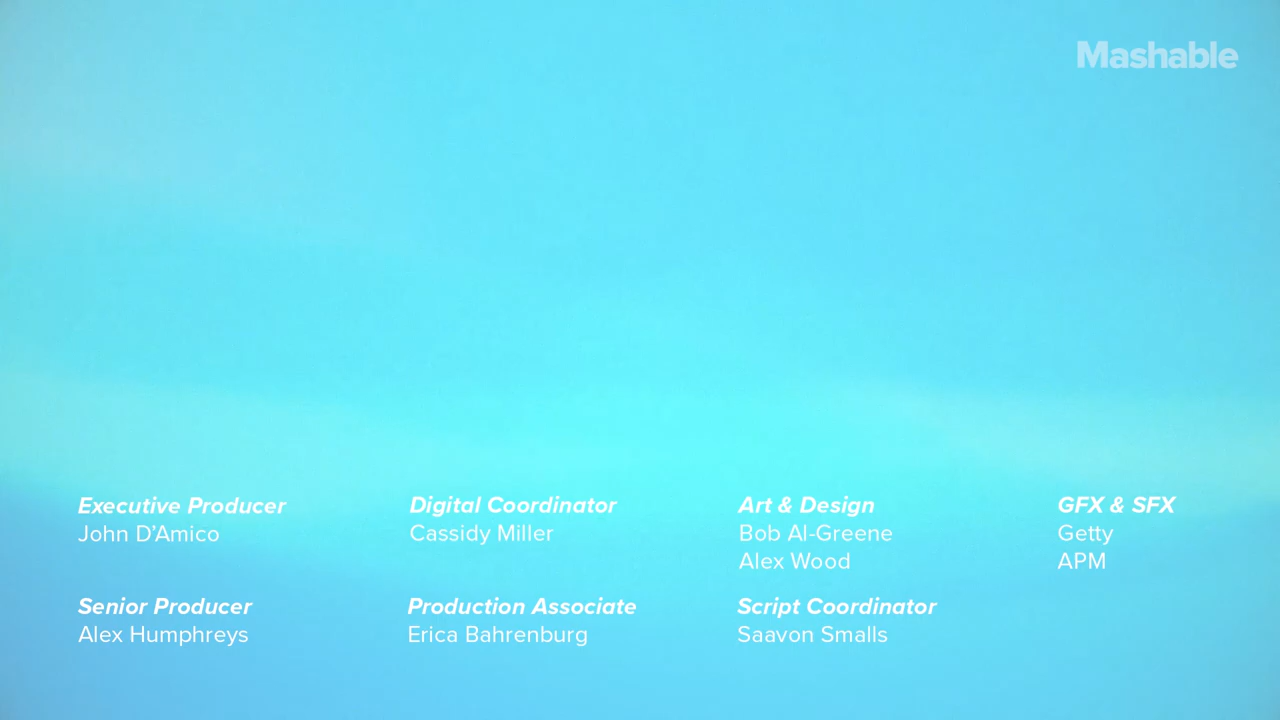 Mashable
Executive Producer
John D’Amico
Digital Coordinator
Cassidy Miller
Art & Design
Bob Al-Greene
Alex Wood
GFX & SFX
Getty
APM
Senior Producer
Alex Humphreys
Production Associate
Erica Bahrenburg
Script Coordinator
Saavon Smalls